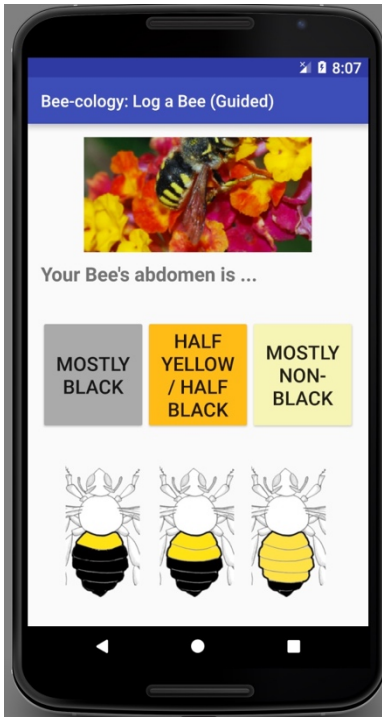 8:07
Bee-cology: Log a Bee (Guided)
Your Bee's abdomen is ...
MOSTLY
BLACK
HALF
YELLOW
/ HALF
BLACK
MOSTLY
NON-
BLACK